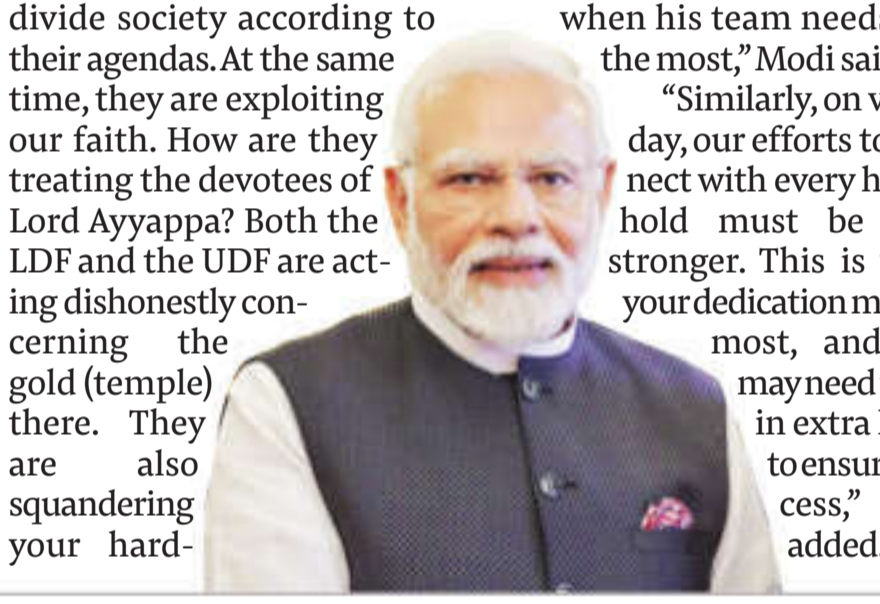 divide society according to
their agendas. At the same
time, they are exploiting
our faith. How are they
treating the devotees of
Lord Ayyappa? Both the
LDF and the UDF are act-
ing dishonestly con-
cerning the
gold (temple)
there. They
are also
squandering
your hard-
when his team need
the most,” Modi sai
“Similarly, on
day, our efforts to
nect with every h
hold must be
stronger. This is
your dedication m
most, and
may need
in extra
to ensur
cess,”
added.